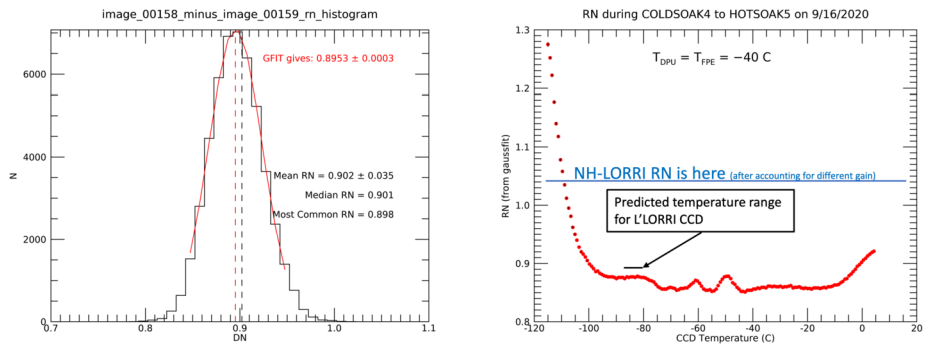 image_00158_minus_image_00159_rn_histogram
GFIT gives: 0.8953 ± 0.0003
Mean RN = 0.902 ± 0.035
Median RN = 0.901
Most Common RN = 0.898
N
6000
4000
2000
0
0.7 0.8 0.9 1.0 1.1
DN
RN during COLDSOAK4 to HOTSOAK5 on 9/16/2020
T_DPU = T_FPE = −40 C
NH-LORRI RN is here (after accounting for different gain)
Predicted temperature range
for L'LORRI CCD
RN (from gaussfit)
1.3
1.2
1.1
1.0
0.9
0.8
-120 -100 -80 -60 -40 -20 0 20
CCD Temperature (C)